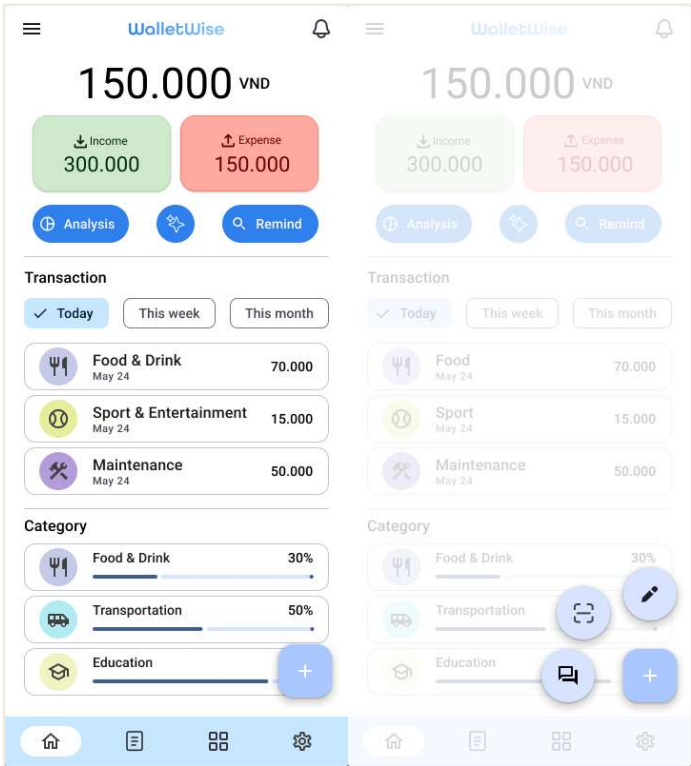 WalletWise
150.000 VND
Income
300.000
Expense
150.000
Analysis
Remind
Transaction
Today
This week
This month
Food & Drink
May 24
70.000
Sport & Entertainment
May 24
15.000
Maintenance
May 24
50.000
Category
Food & Drink
30%
Transportation
50%
Education
+
WalletWise
150.000 VND
Income
300.000
Expense
150.000
Analysis
Remind
Transaction
Today
This week
This month
Food
May 24
70.000
Sport
May 24
15.000
Maintenance
May 24
50.000
Category
Food & Drink
30%
Transportation
Education
+